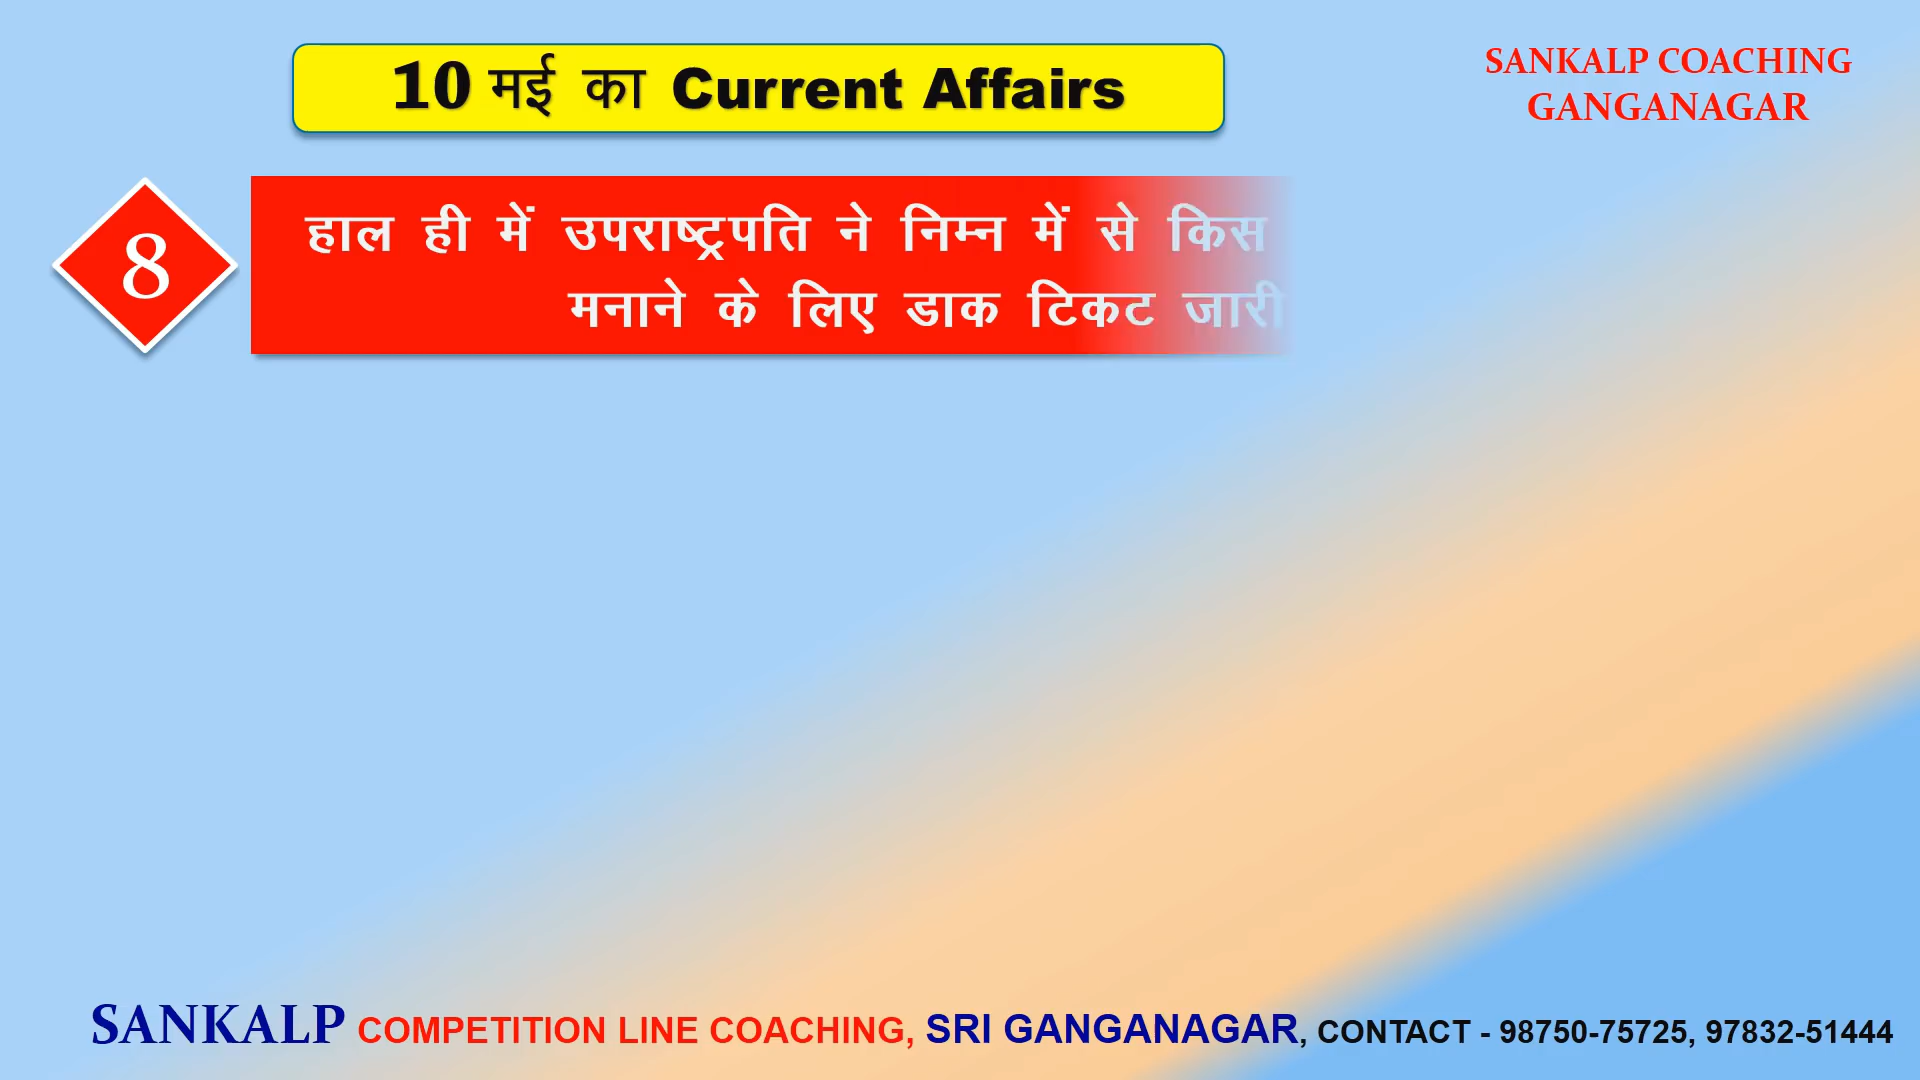 10 मई का Current Affairs
SANKALP COACHING
GANGANAGAR
8
हाल ही में उपराष्ट्रपति ने निम्न में से किस
मनाने के लिए डाक टिकट जारी
SANKALP COMPETITION LINE COACHING, SRI GANGANAGAR, CONTACT - 98750-75725, 97832-51444